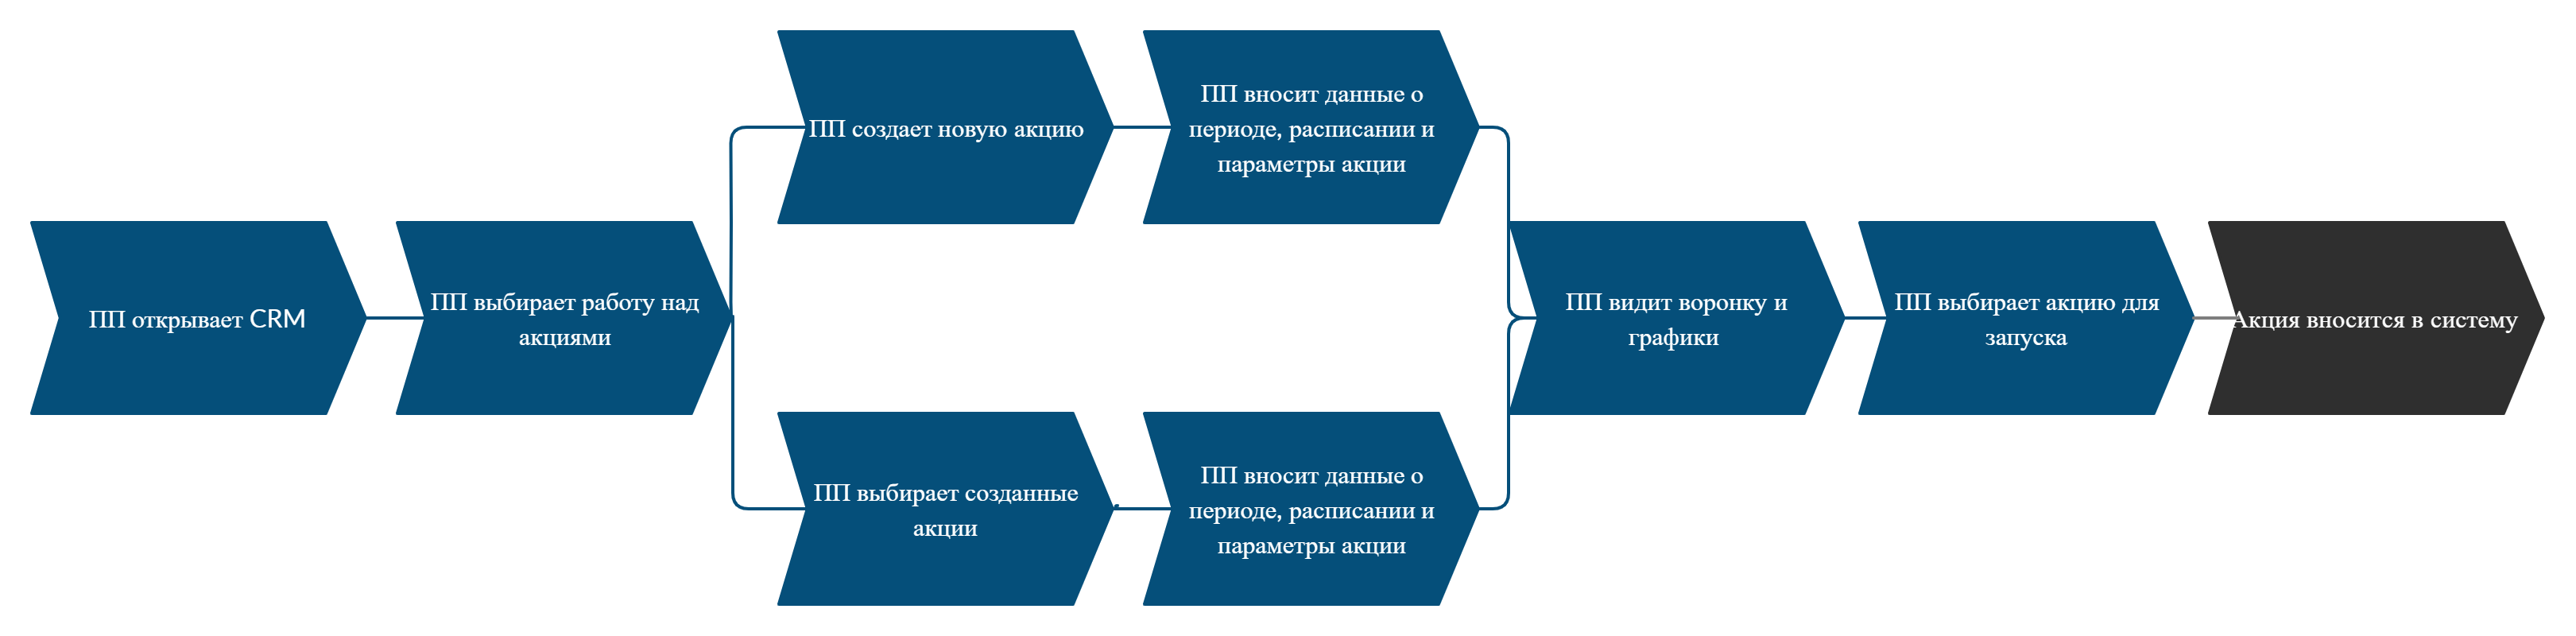 ПП открывает CRM
ПП выбирает работу над
акциями
ПП создает новую акцию
ПП вносит данные о
периоде, расписании и
параметры акции
ПП выбирает созданные
акции
ПП вносит данные о
периоде, расписании и
параметры акции
ПП видит воронку и
графики
ПП выбирает акцию для
запуска
Акция вносится в систему